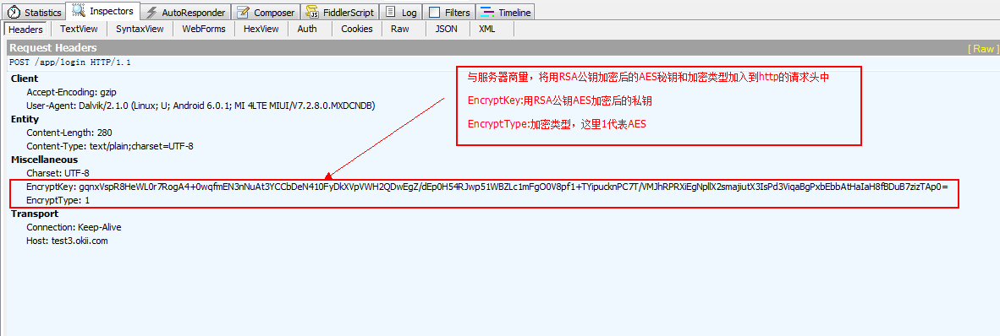 Statistics Inspectors AutoResponder Composer FiddlerScript Log Filters Timeline
Headers TextView SyntaxView WebForms HexView Auth Cookies Raw JSON XML
Request Headers [ Raw ]
POST /app/login HTTP/1.1
Client
Accept-Encoding: gzip
User-Agent: Dalvik/2.1.0 (Linux; U; Android 6.0.1; MI 4LTE MIUI/V7.2.8.0.MXDCNDB)
Entity
Content-Length: 280
Content-Type: text/plain;charset=UTF-8
Miscellaneous
Charset: UTF-8
EncryptKey: gqnxVspR8HeWL0r7RogA4+0wqfmEN3nNuAt3YCCbDeN410FyDkXVpVWH2QDwEgZ/dEp0H54RJwp51WBZLc1mFgO0V8pf1+TYipucknPC7T/VMJhRPRXiEgNpllX2smajiutX3IsPd3ViqaBgPxbEbbAtHaIaH8fBDuB7zizTAp0=
EncryptType: 1
Transport
Connection: Keep-Alive
Host: test3.okii.com
与服务器商量，将用RSA公钥加密后的AES秘钥和加密类型加入到http的请求头中
EncryptKey:用RSA公钥AES加密后的私钥
EncryptType:加密类型，这里1代表AES